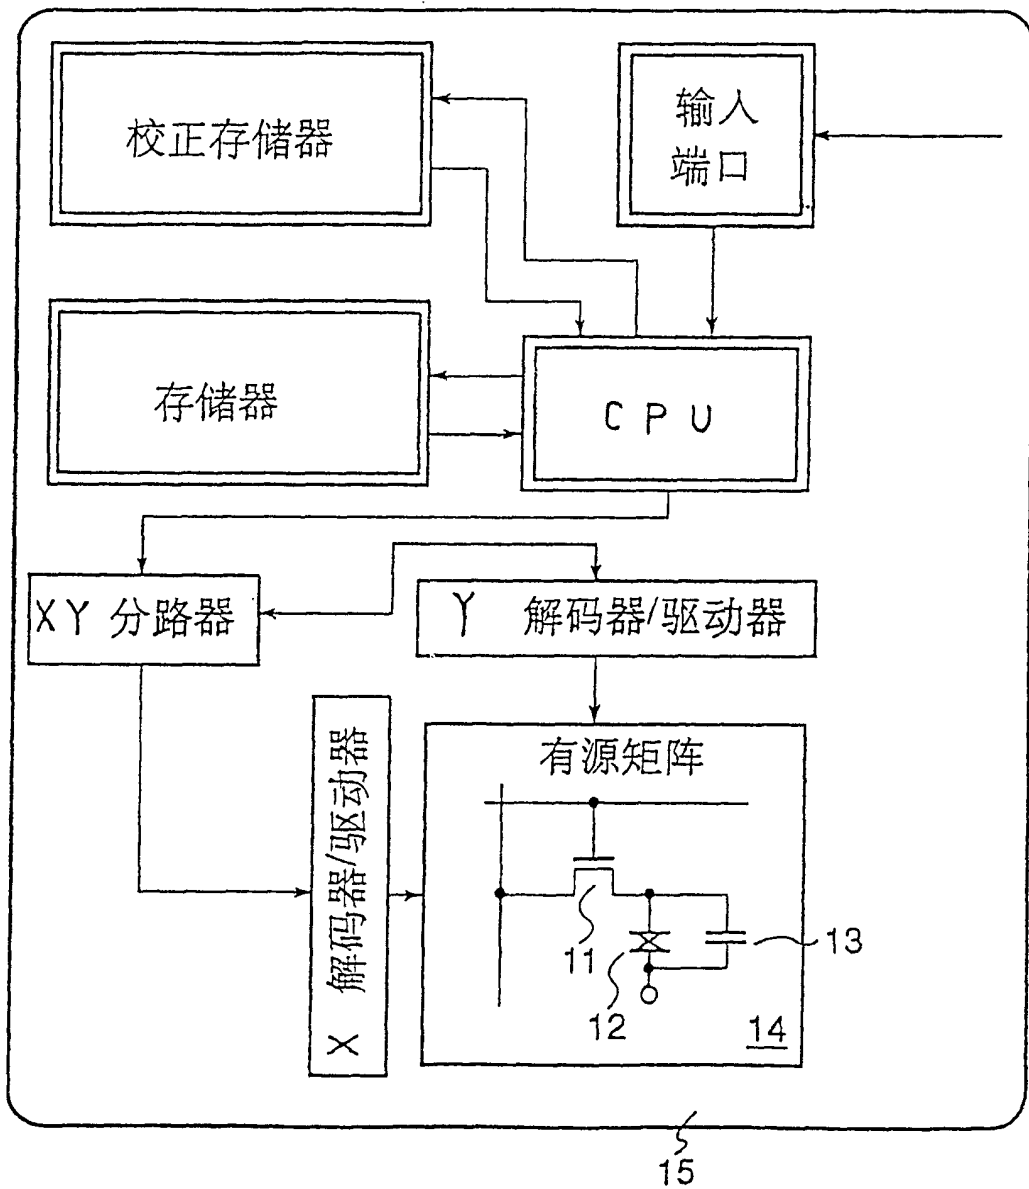 校正存储器
输入
端口
存储器
CPU
XY 分路器
Y 解码器/驱动器
X 解码器/驱动器
有源矩阵
11
12
13
14
15